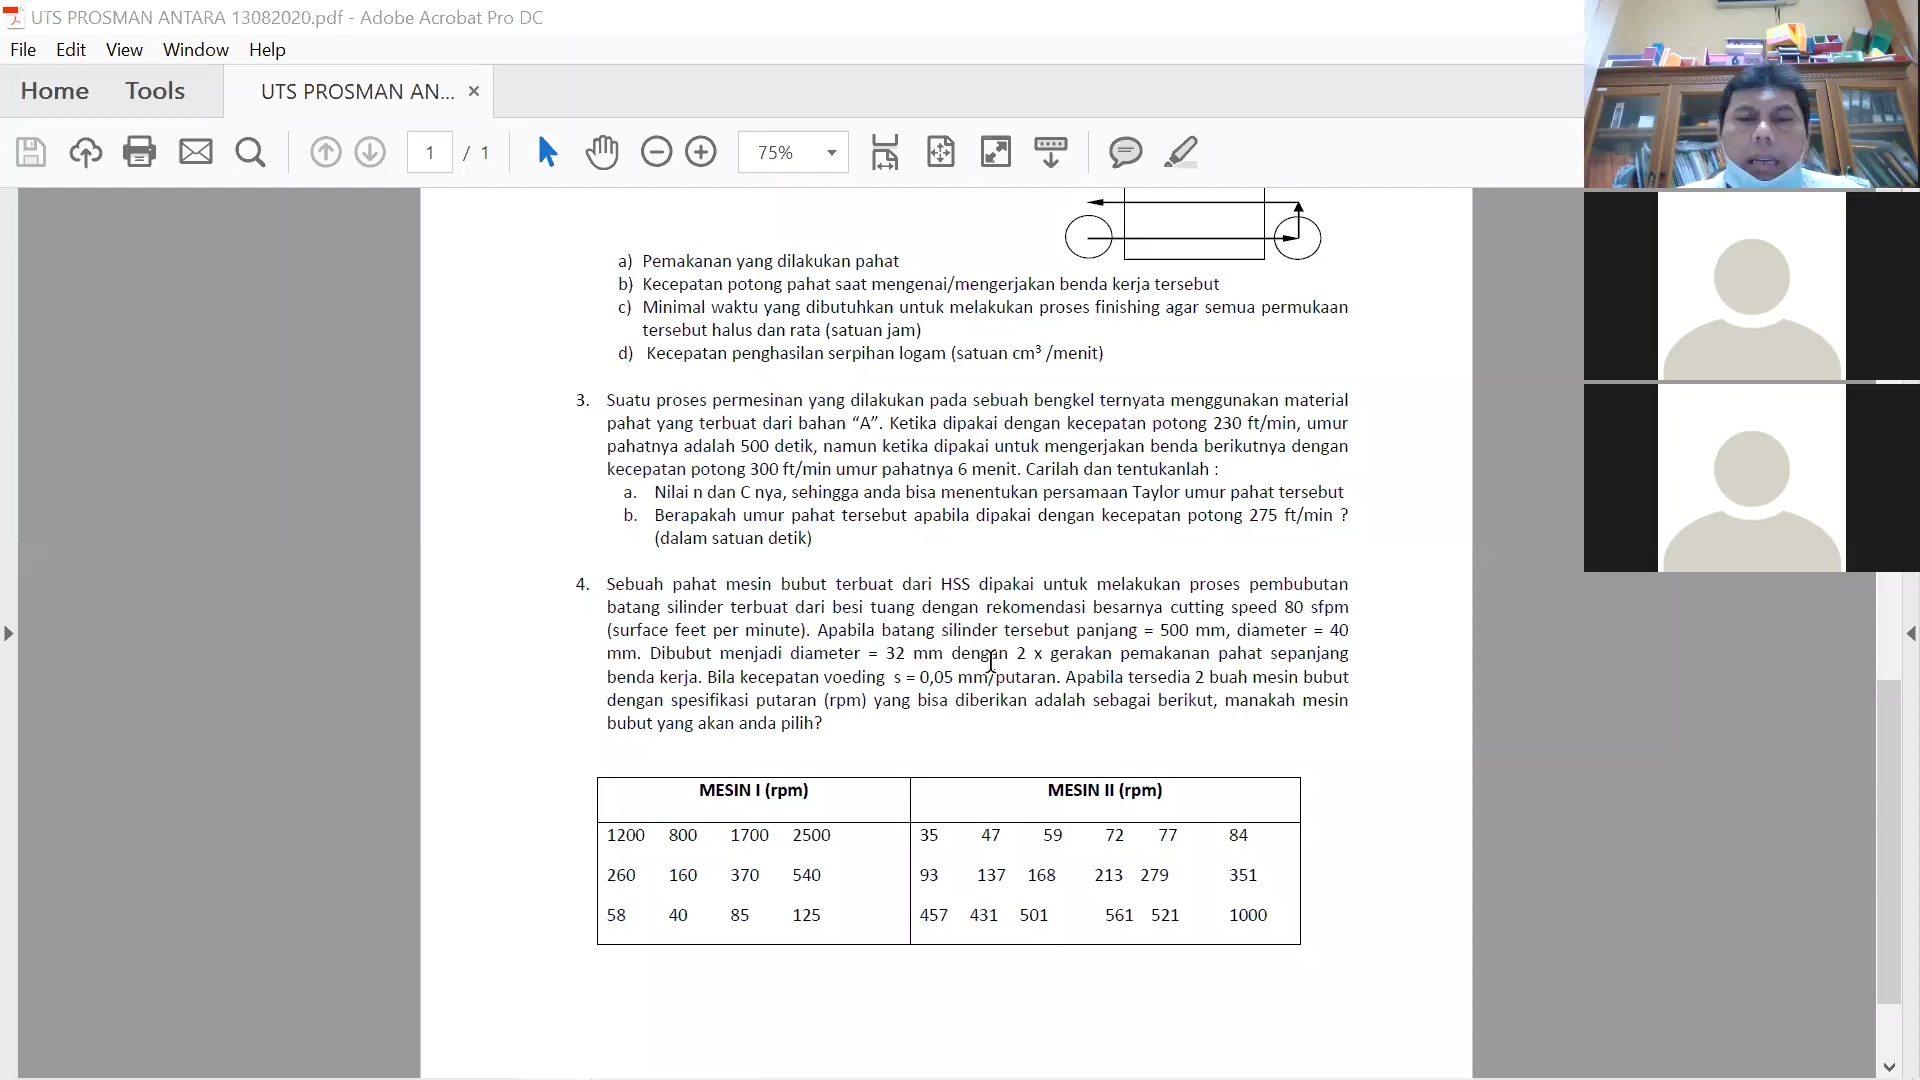 UTS PROSMAN ANTARA 13082020.pdf - Adobe Acrobat Pro DC
File Edit View Window Help
Home Tools UTS PROSMAN AN... ×
1 / 1 75%
a) Pemakanan yang dilakukan pahat
b) Kecepatan potong pahat saat mengenai/mengerjakan benda kerja tersebut
c) Minimal waktu yang dibutuhkan untuk melakukan proses finishing agar semua permukaan
tersebut halus dan rata (satuan jam)
d) Kecepatan penghasilan serpihan logam (satuan cm³ /menit)
3. Suatu proses permesinan yang dilakukan pada sebuah bengkel ternyata menggunakan material
pahat yang terbuat dari bahan “A”. Ketika dipakai dengan kecepatan potong 230 ft/min, umur
pahatnya adalah 500 detik, namun ketika dipakai untuk mengerjakan benda berikutnya dengan
kecepatan potong 300 ft/min umur pahatnya 6 menit. Carilah dan tentukanlah :
a. Nilai n dan C nya, sehingga anda bisa menentukan persamaan Taylor umur pahat tersebut
b. Berapakah umur pahat tersebut apabila dipakai dengan kecepatan potong 275 ft/min ?
(dalam satuan detik)
4. Sebuah pahat mesin bubut terbuat dari HSS dipakai untuk melakukan proses pembubutan
batang silinder terbuat dari besi tuang dengan rekomendasi besarnya cutting speed 80 sfpm
(surface feet per minute). Apabila batang silinder tersebut panjang = 500 mm, diameter = 40
mm. Dibubut menjadi diameter = 32 mm dengan 2 x gerakan pemakanan pahat sepanjang
benda kerja. Bila kecepatan voeding s = 0,05 mm/putaran. Apabila tersedia 2 buah mesin bubut
dengan spesifikasi putaran (rpm) yang bisa diberikan adalah sebagai berikut, manakah mesin
bubut yang akan anda pilih?
MESIN I (rpm) MESIN II (rpm)
1200 800 1700 2500 35 47 59 72 77 84
260 160 370 540 93 137 168 213 279 351
58 40 85 125 457 431 501 561 521 1000